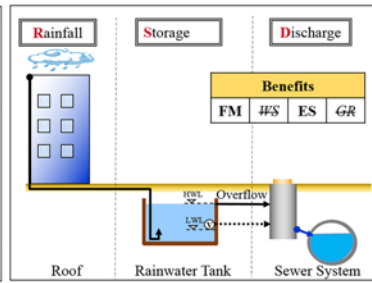 Rainfall
Storage
Discharge
Benefits
FM WS ES GR
HWL
Overflow
LWL
V
Roof
Rainwater Tank
Sewer System